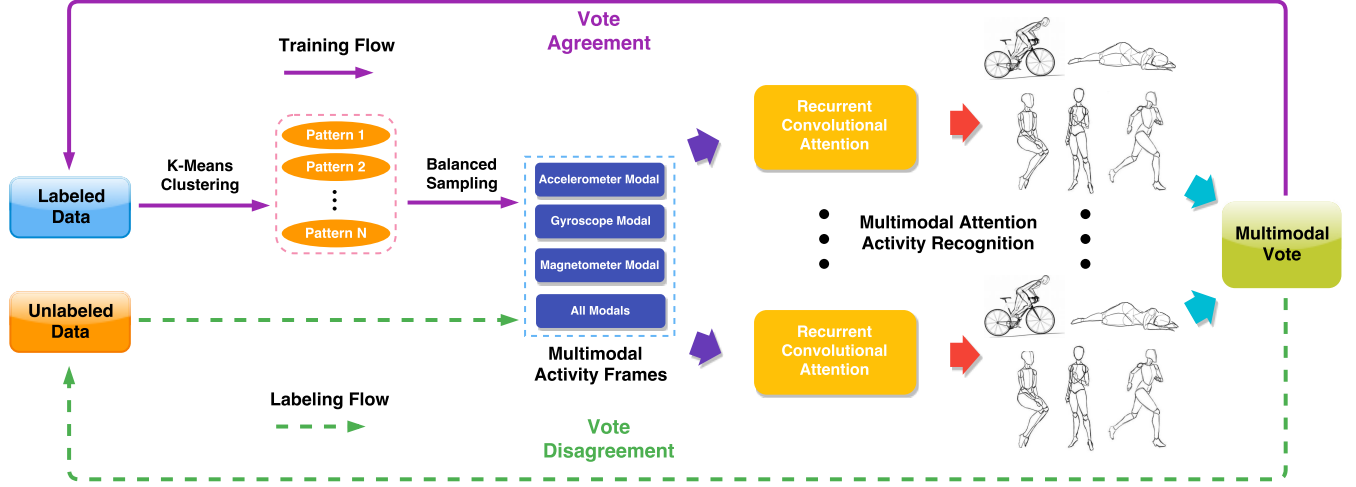 Vote
Agreement
Training Flow
K-Means
Clustering
Pattern 1
Pattern 2
Pattern N
Balanced
Sampling
Labeled
Data
Unlabeled
Data
Accelerometer Modal
Gyroscope Modal
Magnetometer Modal
All Modals
Multimodal
Activity Frames
Recurrent
Convolutional
Attention
Multimodal Attention
Activity Recognition
Recurrent
Convolutional
Attention
Multimodal
Vote
Labeling Flow
Vote
Disagreement